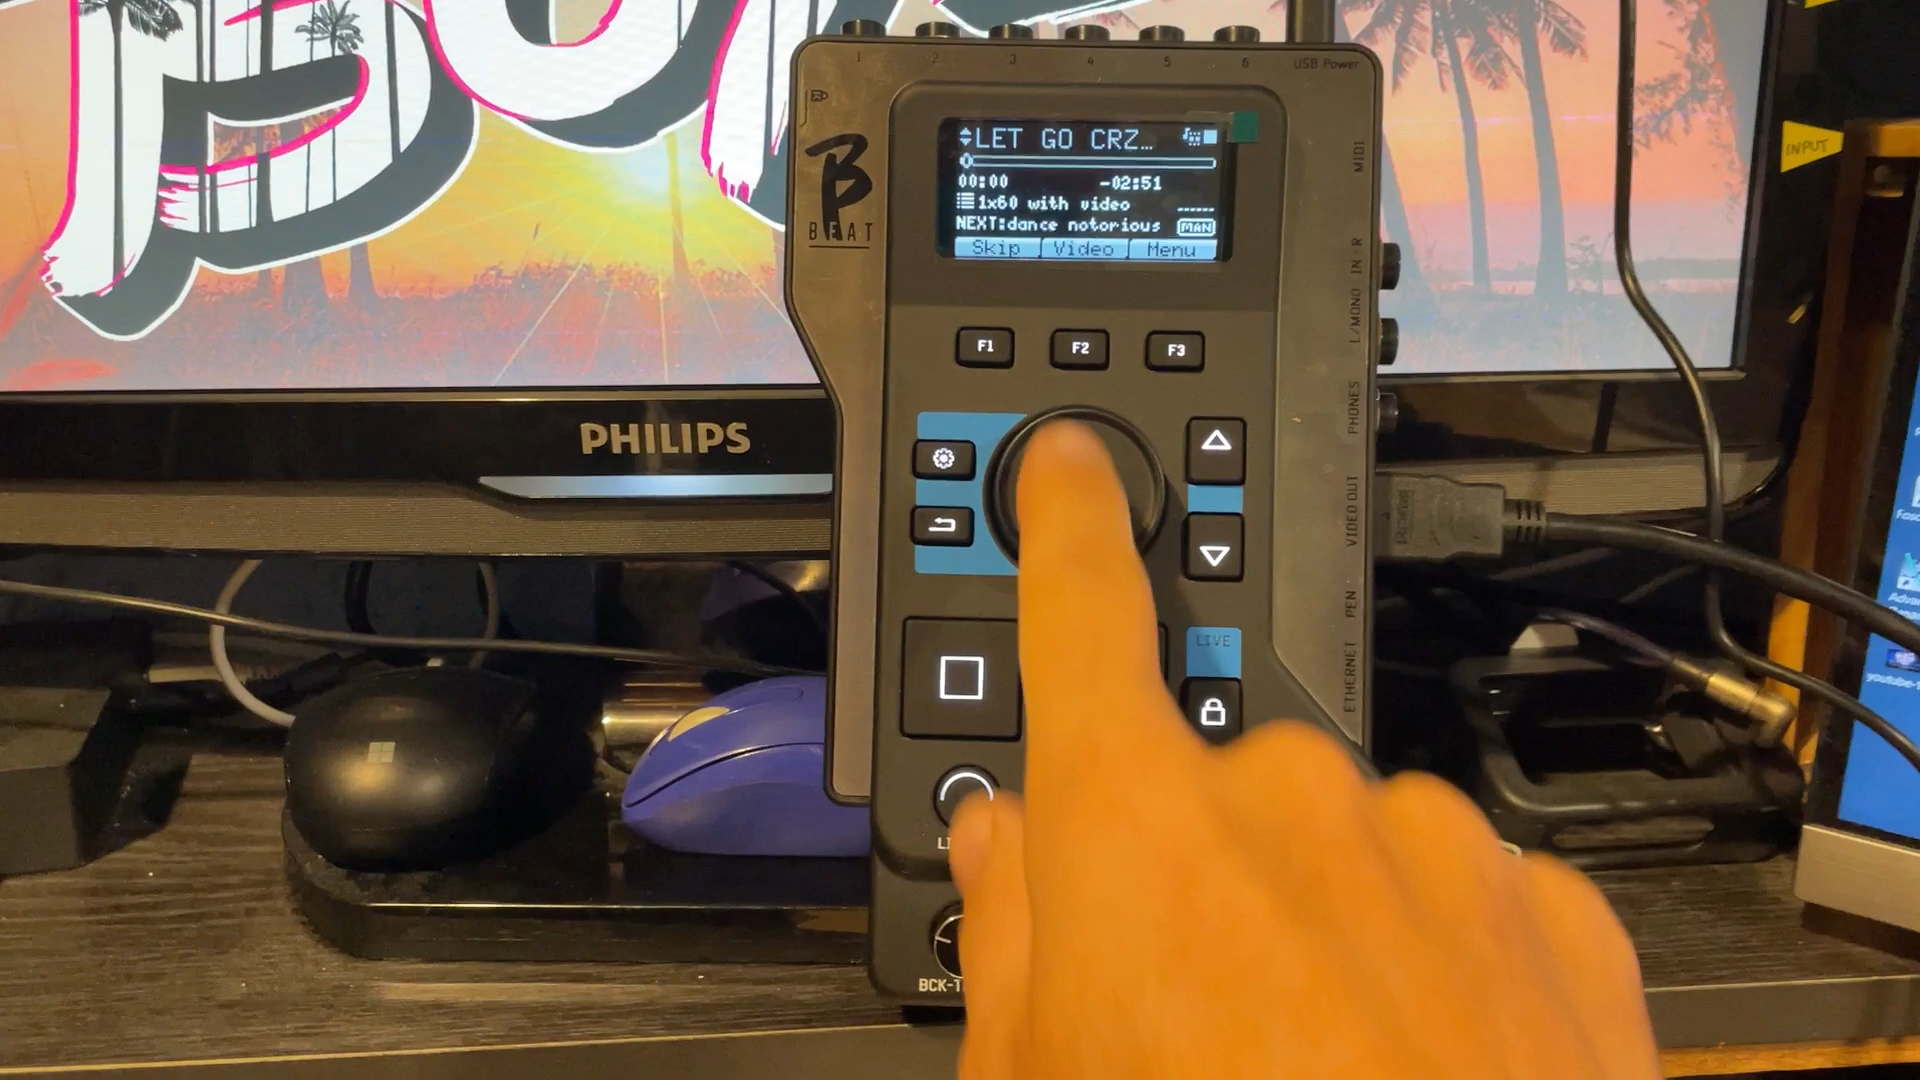 1 2 3 4 5 6 USB Power
LET GO CRZ…
00:00 -02:51
1x60 with video ------
NEXT:dance notorious MAN
Skip Video Menu
B
BEAT
F1 F2 F3
MIDI
IN R
L/MONO
PHONES
VIDEO OUT
PEN
ETHERNET
LIVE
BCK-T
PHILIPS
INPUT